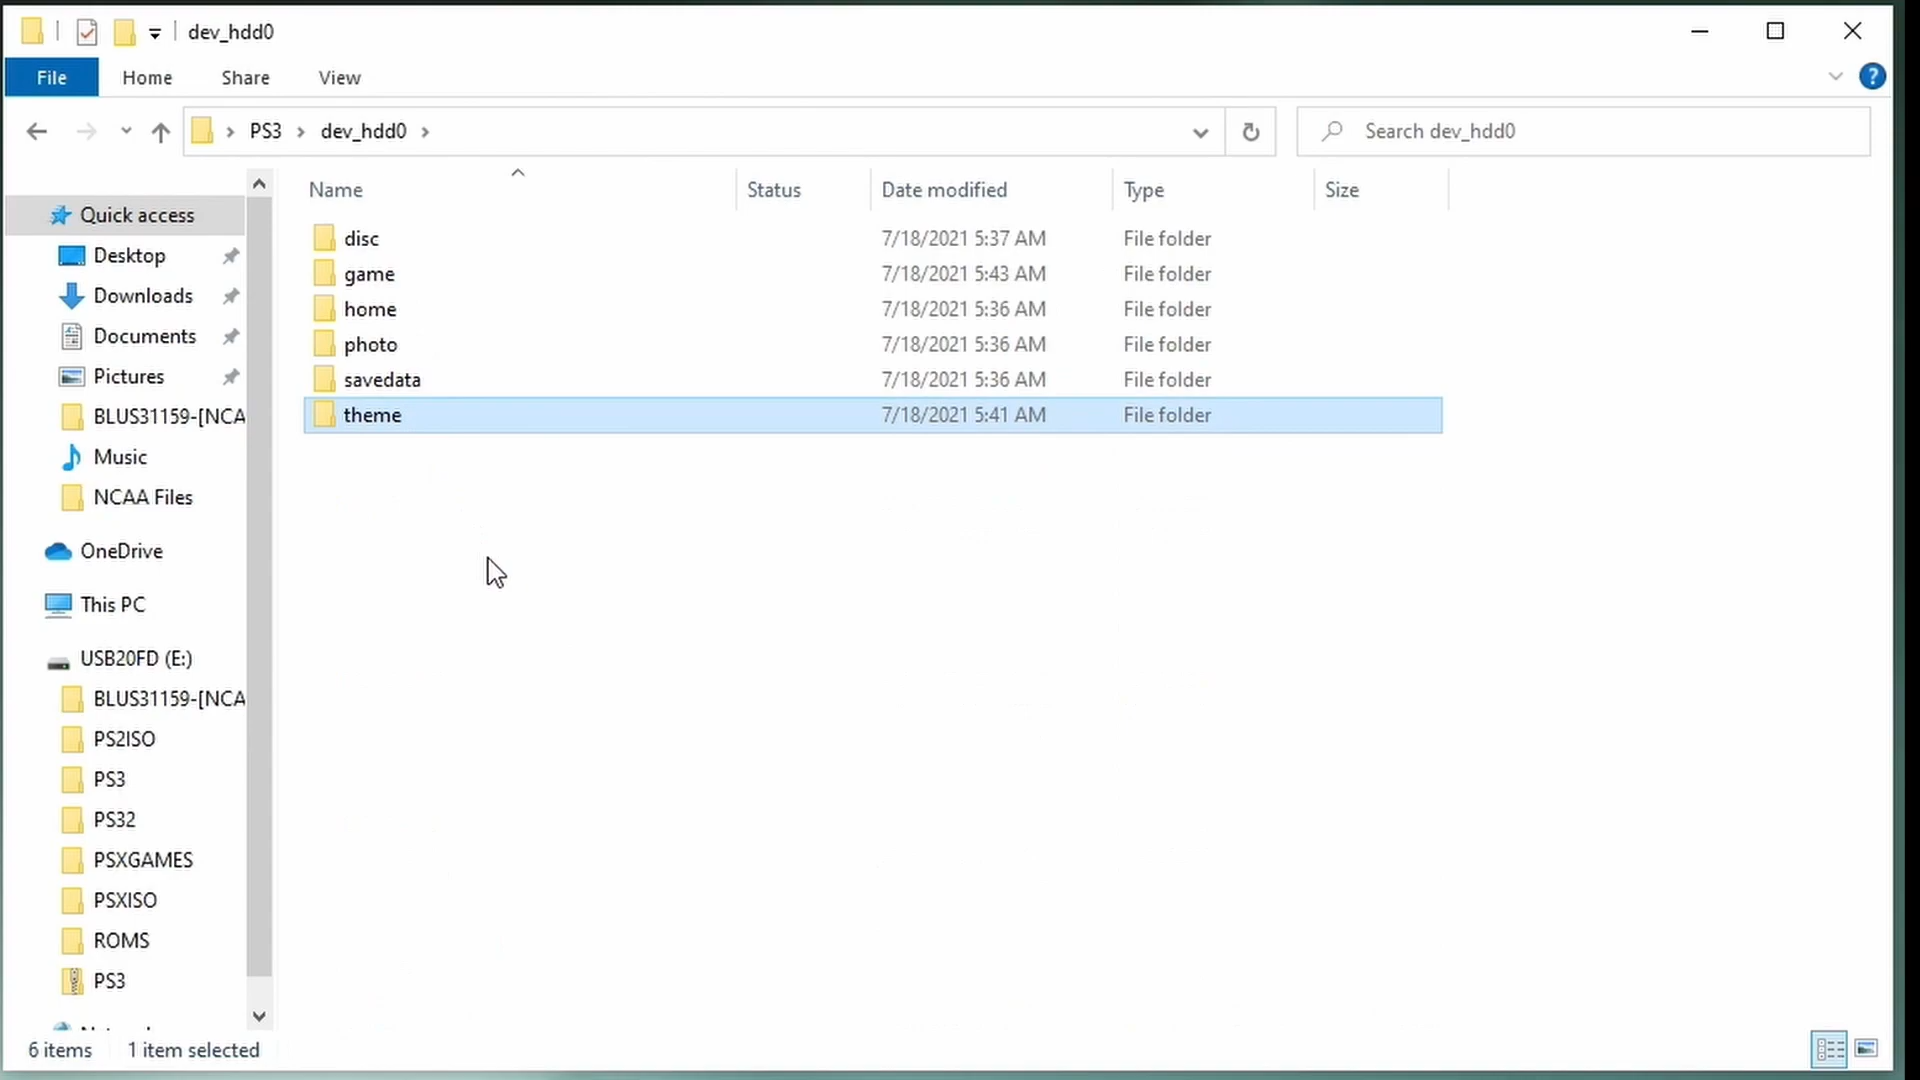 dev_hdd0
File Home Share View
PS3 dev_hdd0
Search dev_hdd0
Name Status Date modified Type Size
disc 7/18/2021 5:37 AM File folder
game 7/18/2021 5:43 AM File folder
home 7/18/2021 5:36 AM File folder
photo 7/18/2021 5:36 AM File folder
savedata 7/18/2021 5:36 AM File folder
theme 7/18/2021 5:41 AM File folder
Quick access
Desktop
Downloads
Documents
Pictures
BLUS31159-[NCA
Music
NCAA Files
OneDrive
This PC
USB20FD (E:)
BLUS31159-[NCA
PS2ISO
PS3
PS32
PSXGAMES
PSXISO
ROMS
PS3
6 items 1 item selected